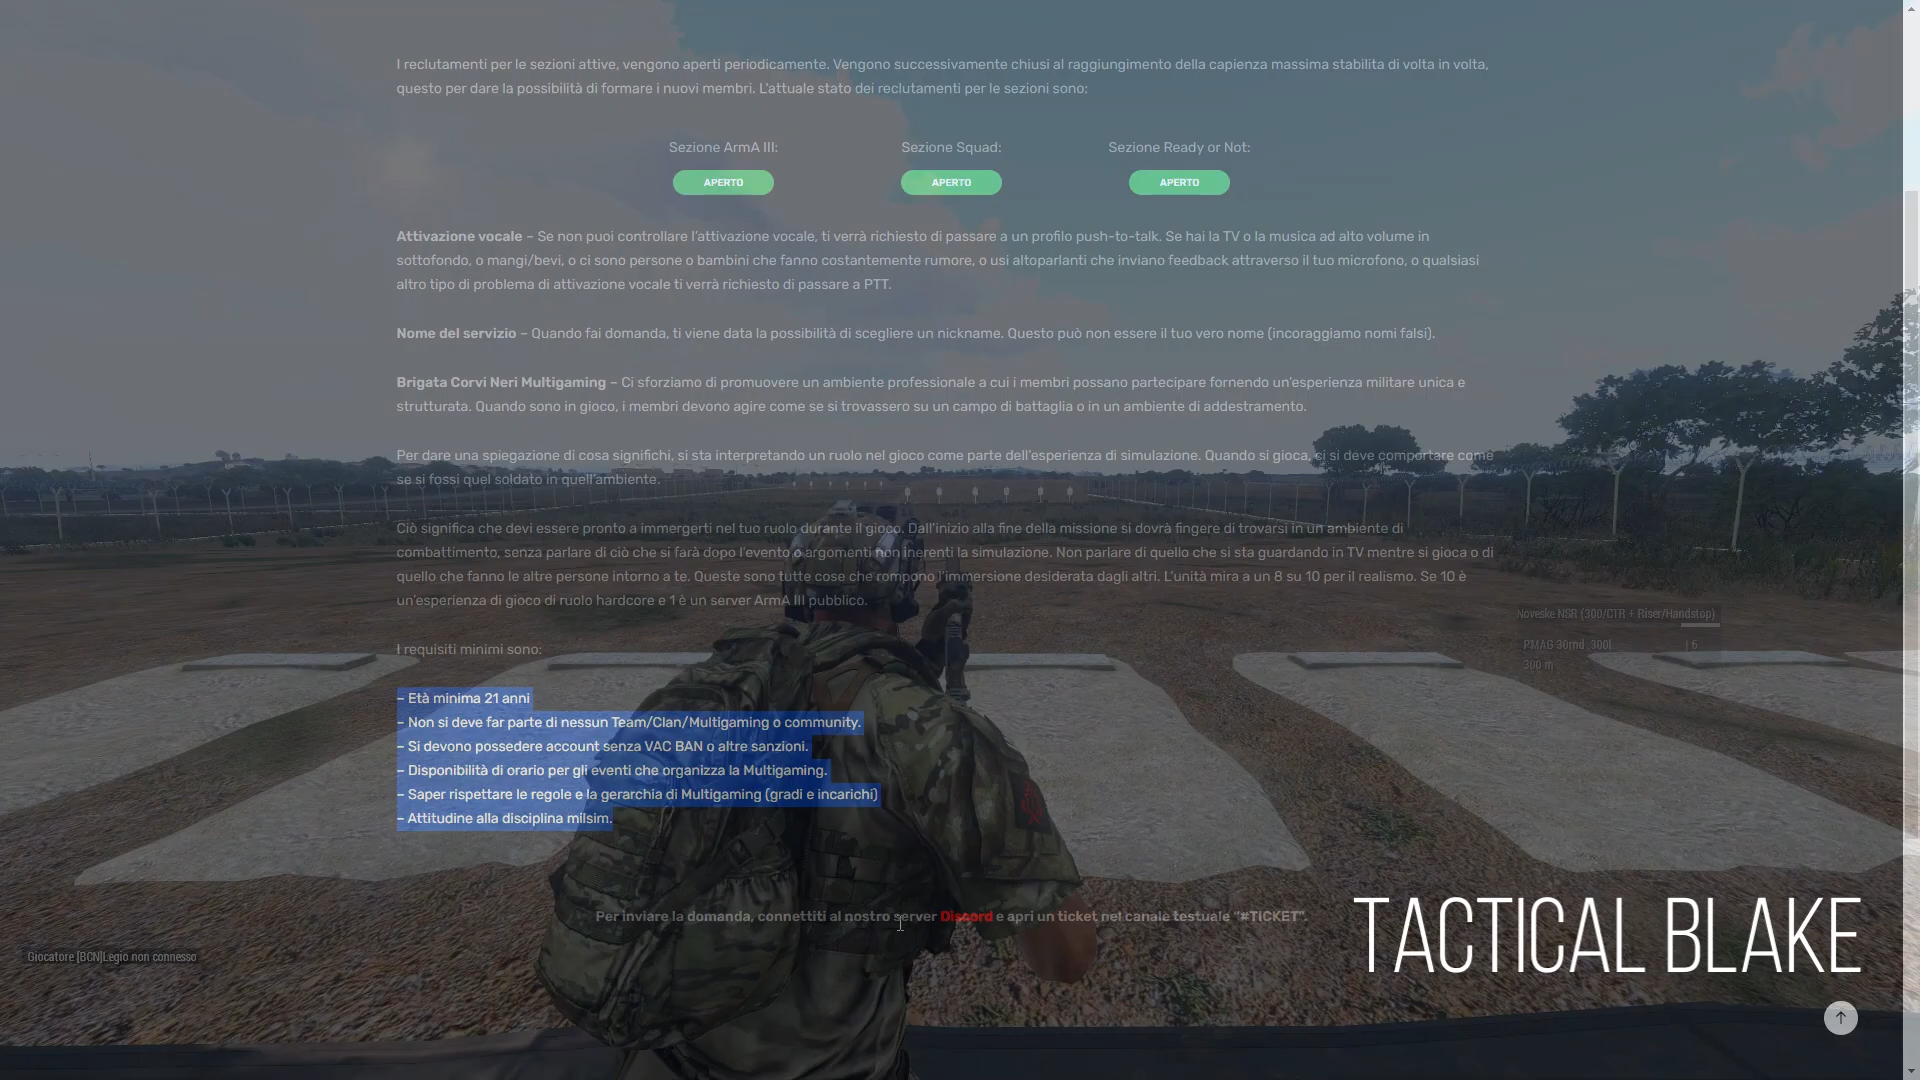 I reclutamenti per le sezioni attive, vengono aperti periodicamente. Vengono successivamente chiusi al raggiungimento della capienza massima stabilita di volta in volta,
questo per dare la possibilità di formare i nuovi membri. L'attuale stato dei reclutamenti per le sezioni sono:
Sezione ArmA III: Sezione Squad: Sezione Ready or Not:
APERTO APERTO APERTO
Attivazione vocale – Se non puoi controllare l'attivazione vocale, ti verrà richiesto di passare a un profilo push-to-talk. Se hai la TV o la musica ad alto volume in
sottofondo, o mangi/bevi, o ci sono persone o bambini che fanno costantemente rumore, o usi altoparlanti che inviano feedback attraverso il tuo microfono, o qualsiasi
altro tipo di problema di attivazione vocale ti verrà richiesto di passare a PTT.
Nome del servizio – Quando fai domanda, ti viene data la possibilità di scegliere un nickname. Questo può non essere il tuo vero nome (incoraggiamo nomi falsi).
Brigata Corvi Neri Multigaming – Ci sforziamo di promuovere un ambiente professionale a cui i membri possano partecipare fornendo un'esperienza militare unica e
strutturata. Quando sono in gioco, i membri devono agire come se si trovassero su un campo di battaglia o in un ambiente di addestramento.
Per dare una spiegazione di cosa significhi, si sta interpretando un ruolo nel gioco come parte dell'esperienza di simulazione. Quando si gioca, ci si deve comportare come
se si fossi quel soldato in quell'ambiente.
Ciò significa che devi essere pronto a immergerti nel tuo ruolo durante il gioco. Dall'inizio alla fine della missione si dovrà fingere di trovarsi in un ambiente di
combattimento, senza parlare di ciò che si farà dopo l'evento o argomenti non inerenti la simulazione. Non parlare di quello che si sta guardando in TV mentre si gioca o di
quello che fanno le altre persone intorno a te. Queste sono tutte cose che rompono l'immersione desiderata dagli altri. L'unità mira a un 8 su 10 per il realismo. Se 10 è
un'esperienza di gioco di ruolo hardcore e 1 è un server ArmA III pubblico.
Noveske NSR (300/CTR + Riser/Handstop)
PMAG 30rnd .300l | 6
300 m
I requisiti minimi sono:
– Età minima 21 anni
– Non si deve far parte di nessun Team/Clan/Multigaming o community.
– Si devono possedere account senza VAC BAN o altre sanzioni.
– Disponibilità di orario per gli eventi che organizza la Multigaming.
– Saper rispettare le regole e la gerarchia di Multigaming (gradi e incarichi)
– Attitudine alla disciplina milsim.
Per inviare la domanda, connettiti al nostro server Discord e apri un ticket nel canale testuale "#TICKET".
TACTICAL BLAKE
Giocatore [BCN]Legio non connesso